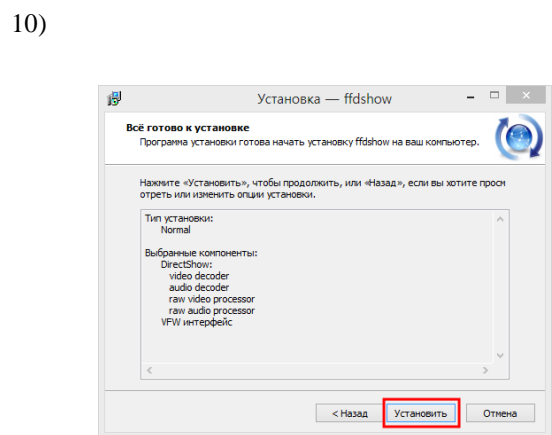 10)
Установка — ffdshow
Всё готово к установке
Программа установки готова начать установку ffdshow на ваш компьютер.
Нажмите «Установить», чтобы продолжить, или «Назад», если вы хотите просм
отреть или изменить опции установки.
Тип установки:
Normal
Выбранные компоненты:
DirectShow:
video decoder
audio decoder
raw video processor
raw audio processor
VFW интерфейс
< Назад
Установить
Отмена